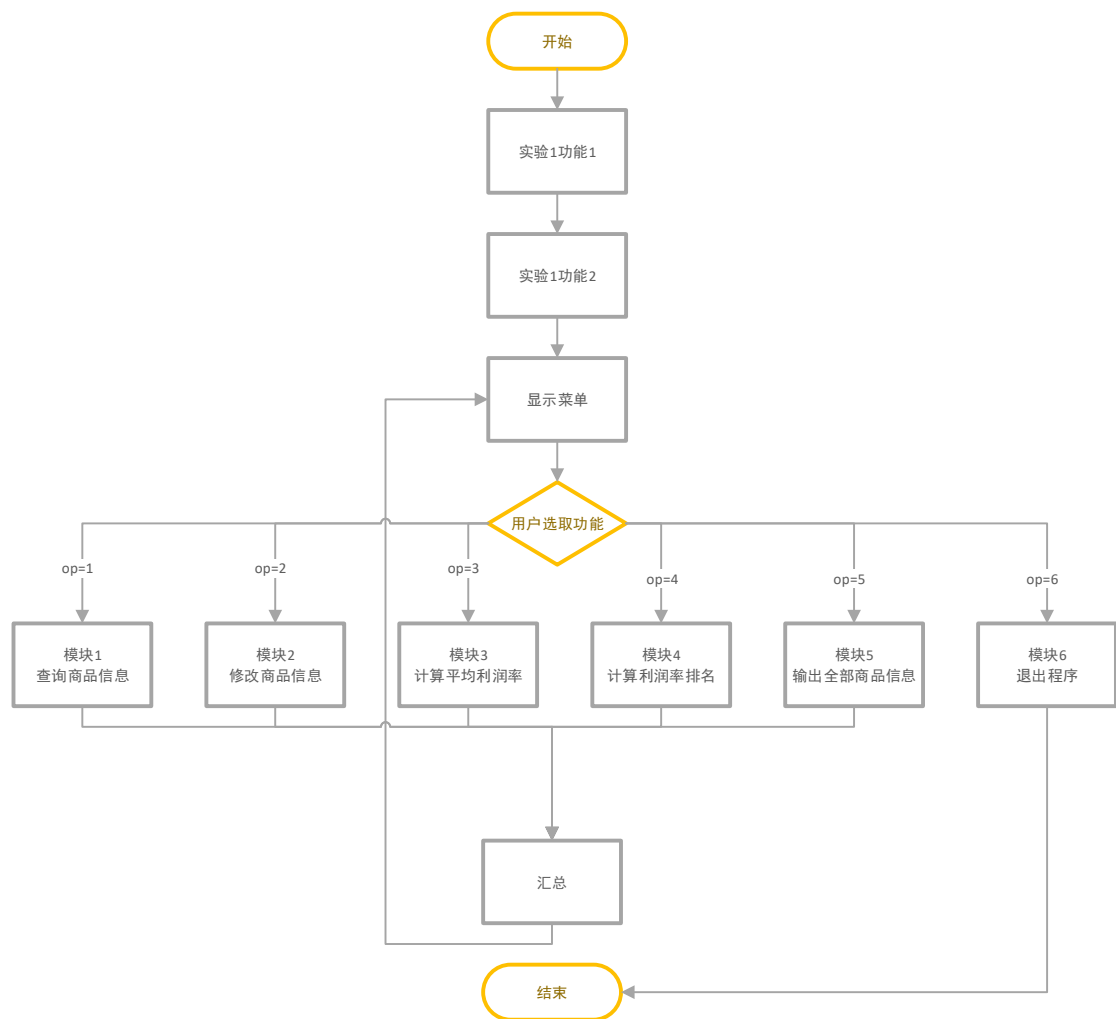 开始
实验1功能1
实验1功能2
显示菜单
用户选取功能
op=1
op=2
op=3
op=4
op=5
op=6
模块1
查询商品信息
模块2
修改商品信息
模块3
计算平均利润率
模块4
计算利润率排名
模块5
输出全部商品信息
模块6
退出程序
汇总
结束